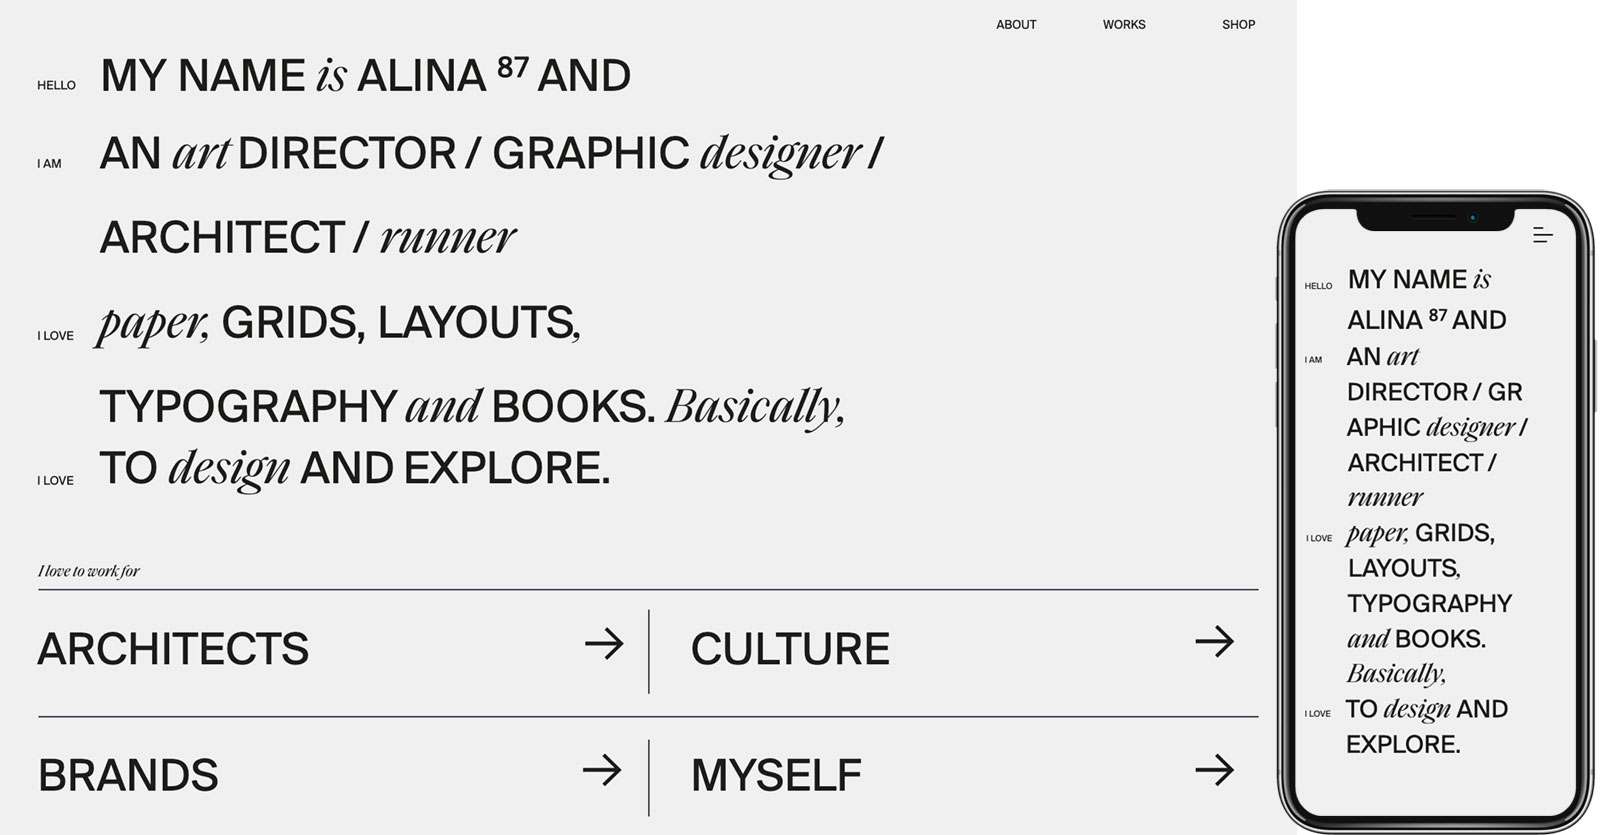 ABOUT WORKS SHOP
HELLO MY NAME is ALINA 87 AND
I AM AN art DIRECTOR / GRAPHIC designer /
ARCHITECT / runner
I LOVE paper, GRIDS, LAYOUTS,
TYPOGRAPHY and BOOKS. Basically,
I LOVE TO design AND EXPLORE.
I love to work for
ARCHITECTS → CULTURE →
BRANDS → MYSELF →
HELLO MY NAME is
ALINA 87 AND
I AM AN art
DIRECTOR / GR
APHIC designer /
ARCHITECT /
runner
I LOVE paper, GRIDS,
LAYOUTS,
TYPOGRAPHY
and BOOKS.
Basically,
I LOVE TO design AND
EXPLORE.